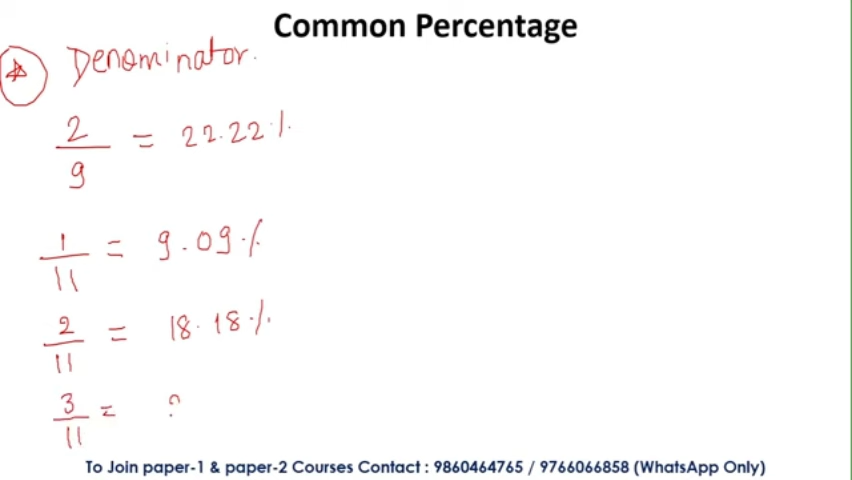 Common Percentage
Denominator.
2/9 = 22.22%
1/11 = 9.09%
2/11 = 18.18%
3/11 = ?
To Join paper-1 & paper-2 Courses Contact : 9860464765 / 9766066858 (WhatsApp Only)